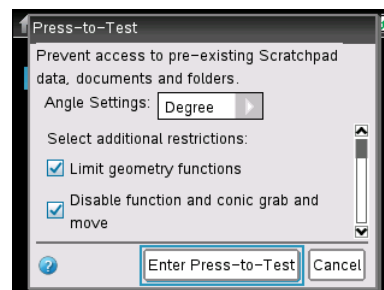 Press-to-Test
Prevent access to pre-existing Scratchpad
data, documents and folders.
Angle Settings: Degree
Select additional restrictions:
Limit geometry functions
Disable function and conic grab and
move
Enter Press-to-Test Cancel